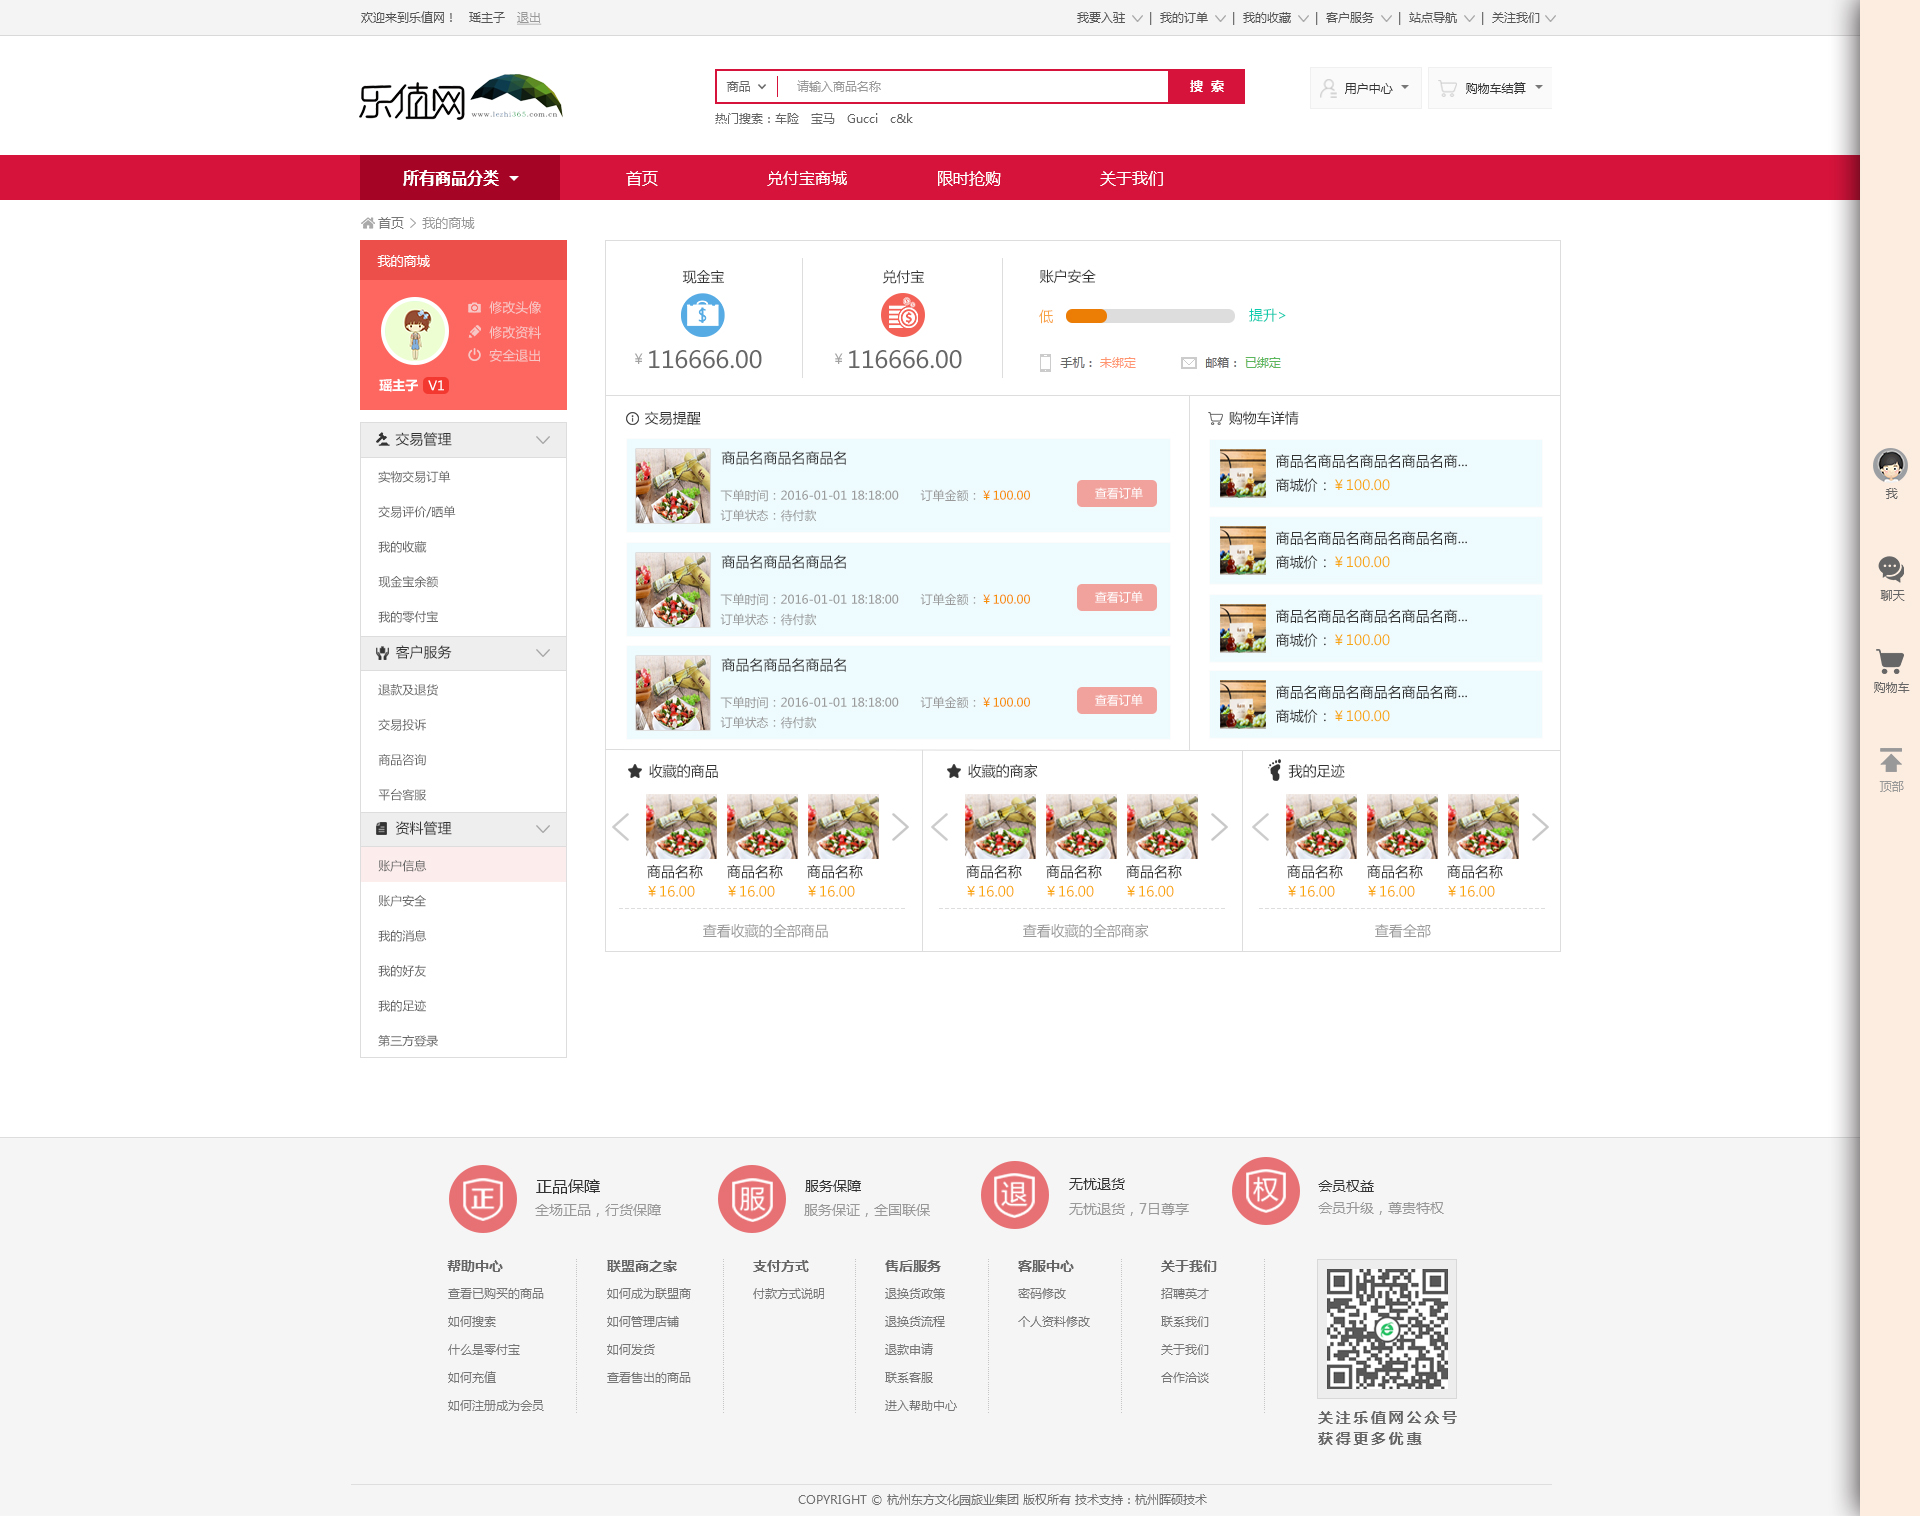 欢迎来到乐值网！ 瑶主子 退出
我要入驻 | 我的订单 | 我的收藏 | 客户服务 | 站点导航 | 关注我们
乐值网
www.lezhi365.com.cn
商品 请输入商品名称 搜 索
热门搜索：车险 宝马 Gucci c&k
用户中心 购物车结算
所有商品分类 首页 兑付宝商城 限时抢购 关于我们
首页 > 我的商城
我的商城
修改头像
修改资料
安全退出
瑶主子 V1
交易管理
实物交易订单
交易评价/晒单
我的收藏
现金宝余额
我的零付宝
客户服务
退款及退货
交易投诉
商品咨询
平台客服
资料管理
账户信息
账户安全
我的消息
我的好友
我的足迹
第三方登录
现金宝
¥ 116666.00
兑付宝
¥ 116666.00
账户安全
低 提升>
手机： 未绑定 邮箱： 已绑定
交易提醒
商品名商品名商品名
下单时间：2016-01-01 18:18:00 订单金额：¥ 100.00 查看订单
订单状态：待付款
商品名商品名商品名
下单时间：2016-01-01 18:18:00 订单金额：¥ 100.00 查看订单
订单状态：待付款
商品名商品名商品名
下单时间：2016-01-01 18:18:00 订单金额：¥ 100.00 查看订单
订单状态：待付款
购物车详情
商品名商品名商品名商品名商...
商城价：¥ 100.00
商品名商品名商品名商品名商...
商城价：¥ 100.00
商品名商品名商品名商品名商...
商城价：¥ 100.00
商品名商品名商品名商品名商...
商城价：¥ 100.00
收藏的商品
商品名称 商品名称 商品名称
¥ 16.00 ¥ 16.00 ¥ 16.00
查看收藏的全部商品
收藏的商家
商品名称 商品名称 商品名称
¥ 16.00 ¥ 16.00 ¥ 16.00
查看收藏的全部商家
我的足迹
商品名称 商品名称 商品名称
¥ 16.00 ¥ 16.00 ¥ 16.00
查看全部
我
聊天
购物车
顶部
正 正品保障
全场正品，行货保障
服 服务保障
服务保证，全国联保
退 无忧退货
无忧退货，7日尊享
权 会员权益
会员升级，尊贵特权
帮助中心
查看已购买的商品
如何搜索
什么是零付宝
如何充值
如何注册成为会员
联盟商之家
如何成为联盟商
如何管理店铺
如何发货
查看售出的商品
支付方式
付款方式说明
售后服务
退换货政策
退换货流程
退款申请
联系客服
进入帮助中心
客服中心
密码修改
个人资料修改
关于我们
招聘英才
联系我们
关于我们
合作洽谈
关注乐值网公众号
获得更多优惠
COPYRIGHT © 杭州东方文化园旅业集团 版权所有 技术支持：杭州晖硕技术